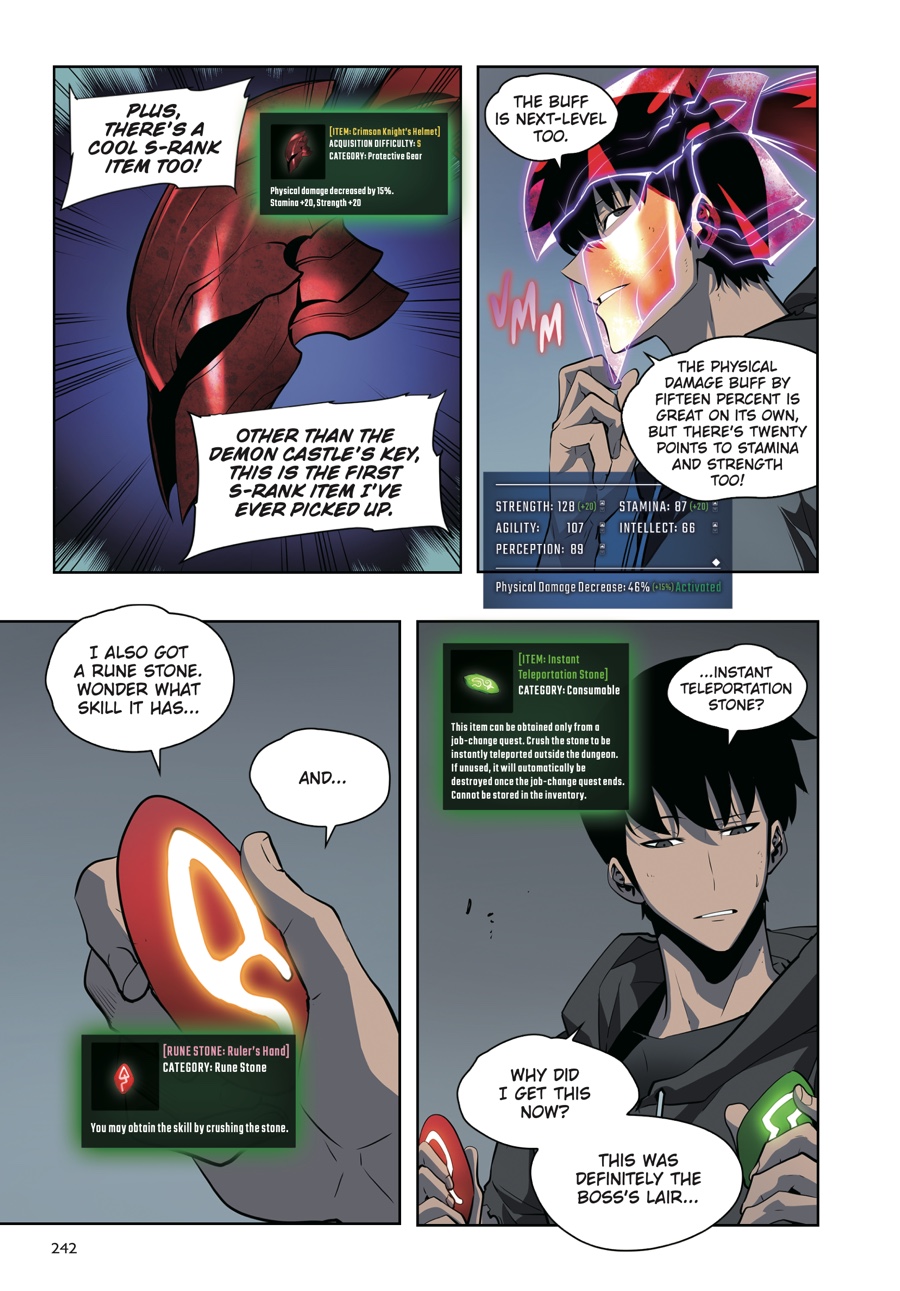 PLUS,
THERE'S A
COOL S-RANK
ITEM TOO!
[ITEM: Crimson Knight's Helmet]
ACQUISITION DIFFICULTY: S
CATEGORY: Protective Gear
Physical damage decreased by 15%.
Stamina +20, Strength +20
OTHER THAN THE
DEMON CASTLE'S KEY,
THIS IS THE FIRST
S-RANK ITEM I'VE
EVER PICKED UP.
THE BUFF
IS NEXT-LEVEL
TOO.
VMM
THE PHYSICAL
DAMAGE BUFF BY
FIFTEEN PERCENT IS
GREAT ON ITS OWN,
BUT THERE'S TWENTY
POINTS TO STAMINA
AND STRENGTH
TOO!
STRENGTH: 128 (+20) STAMINA: 87 (+20)
AGILITY: 107 INTELLECT: 66
PERCEPTION: 89
Physical Damage Decrease: 46% (+15%) Activated
I ALSO GOT
A RUNE STONE.
WONDER WHAT
SKILL IT HAS...
AND...
[RUNE STONE: Ruler's Hand]
CATEGORY: Rune Stone
You may obtain the skill by crushing the stone.
[ITEM: Instant
Teleportation Stone]
CATEGORY: Consumable
This item can be obtained only from a
job-change quest. Crush the stone to be
instantly teleported outside the dungeon.
If unused, it will automatically be
destroyed once the job-change quest ends.
Cannot be stored in the inventory.
...INSTANT
TELEPORTATION
STONE?
WHY DID
I GET THIS
NOW?
THIS WAS
DEFINITELY THE
BOSS'S LAIR...
242